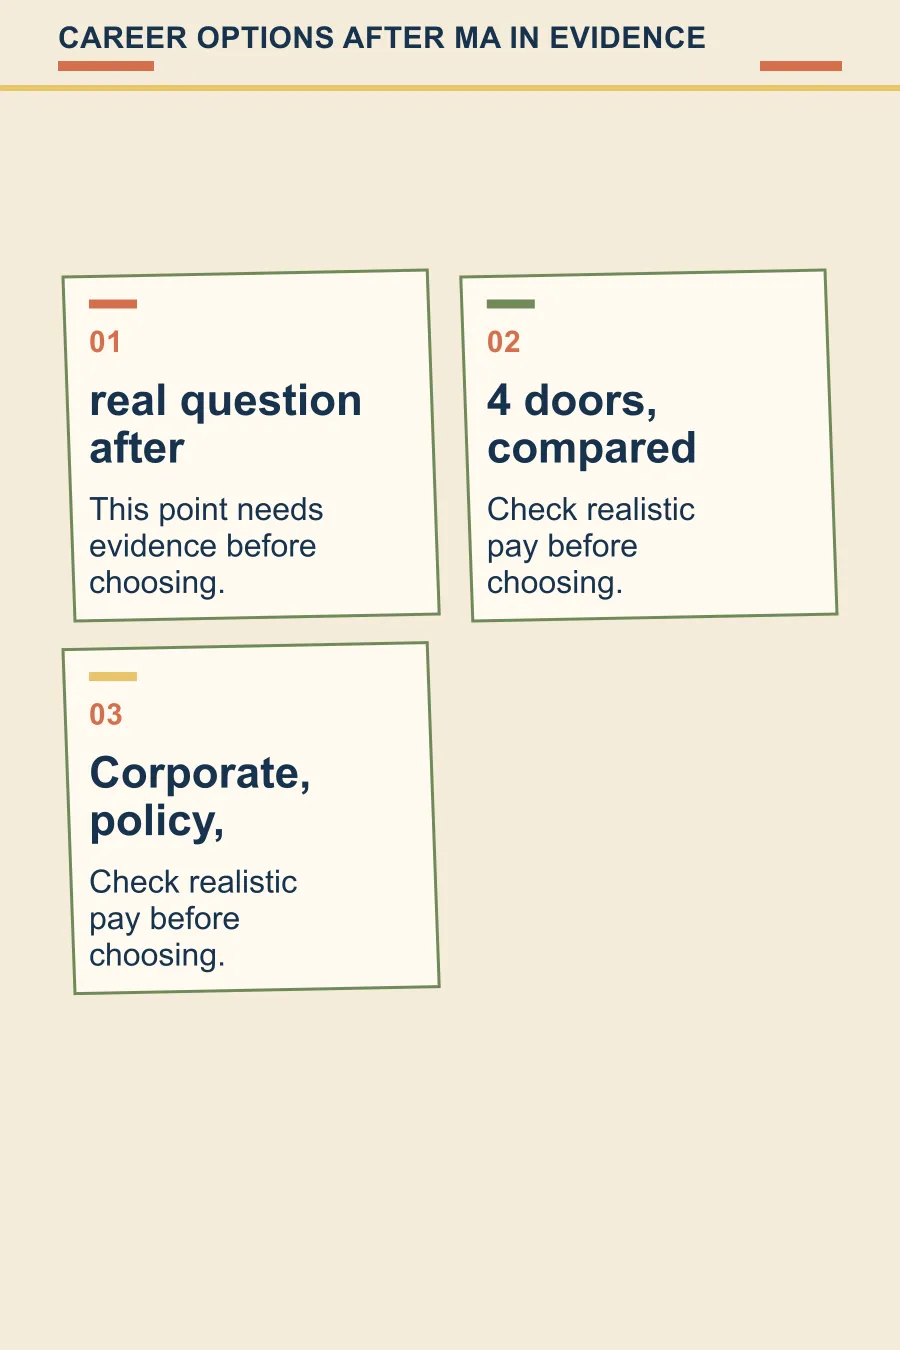 CAREER OPTIONS AFTER MA IN EVIDENCE
01
real question
after
This point needs
evidence before
choosing.
02
4 doors,
compared
Check realistic
pay before
choosing.
03
Corporate,
policy,
Check realistic
pay before
choosing.